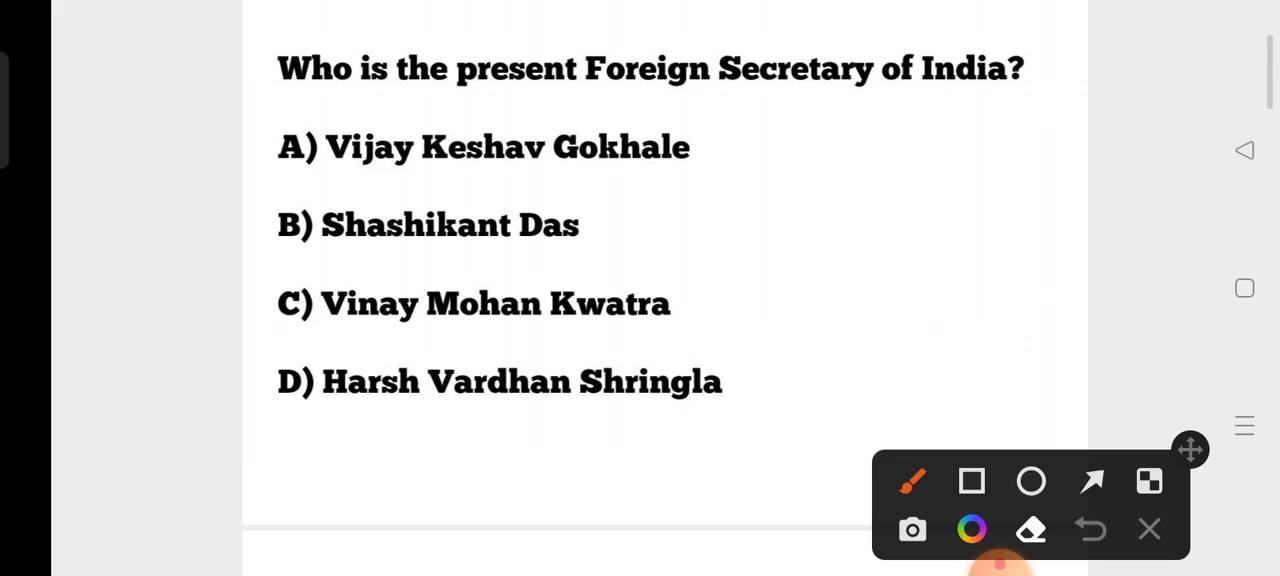 Who is the present Foreign Secretary of India?
A) Vijay Keshav Gokhale
B) Shashikant Das
C) Vinay Mohan Kwatra
D) Harsh Vardhan Shringla